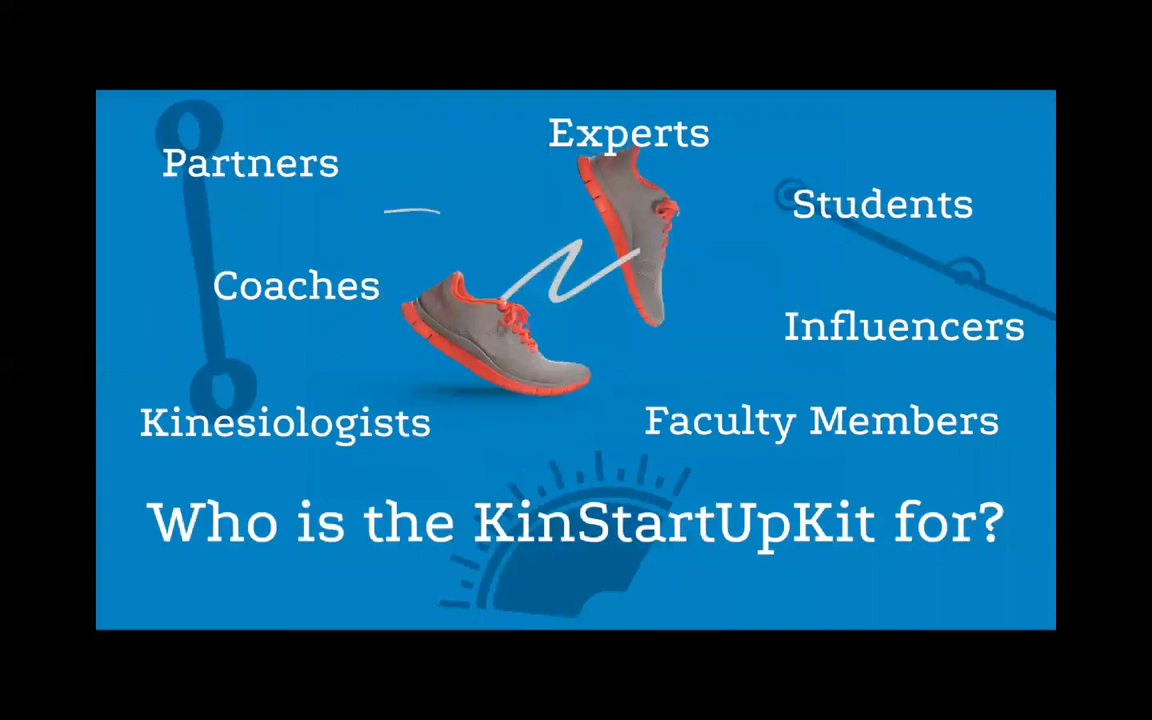 Experts
Partners
Students
Coaches
Influencers
Kinesiologists
Faculty Members
Who is the KinStartUpKit for?